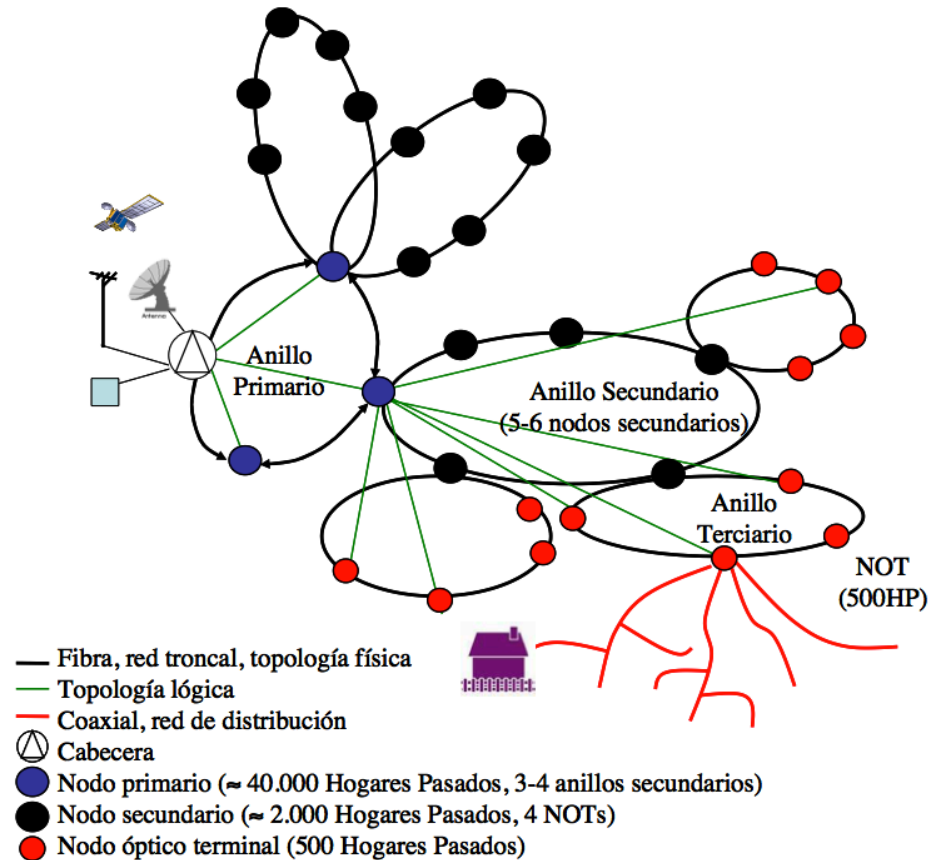 Antenna
Anillo
Primario
Anillo Secundario
(5-6 nodos secundarios)
Anillo
Terciario
NOT
(500HP)
Fibra, red troncal, topología física
Topología lógica
Coaxial, red de distribución
Cabecera
Nodo primario (≈ 40.000 Hogares Pasados, 3-4 anillos secundarios)
Nodo secundario (≈ 2.000 Hogares Pasados, 4 NOTs)
Nodo óptico terminal (500 Hogares Pasados)